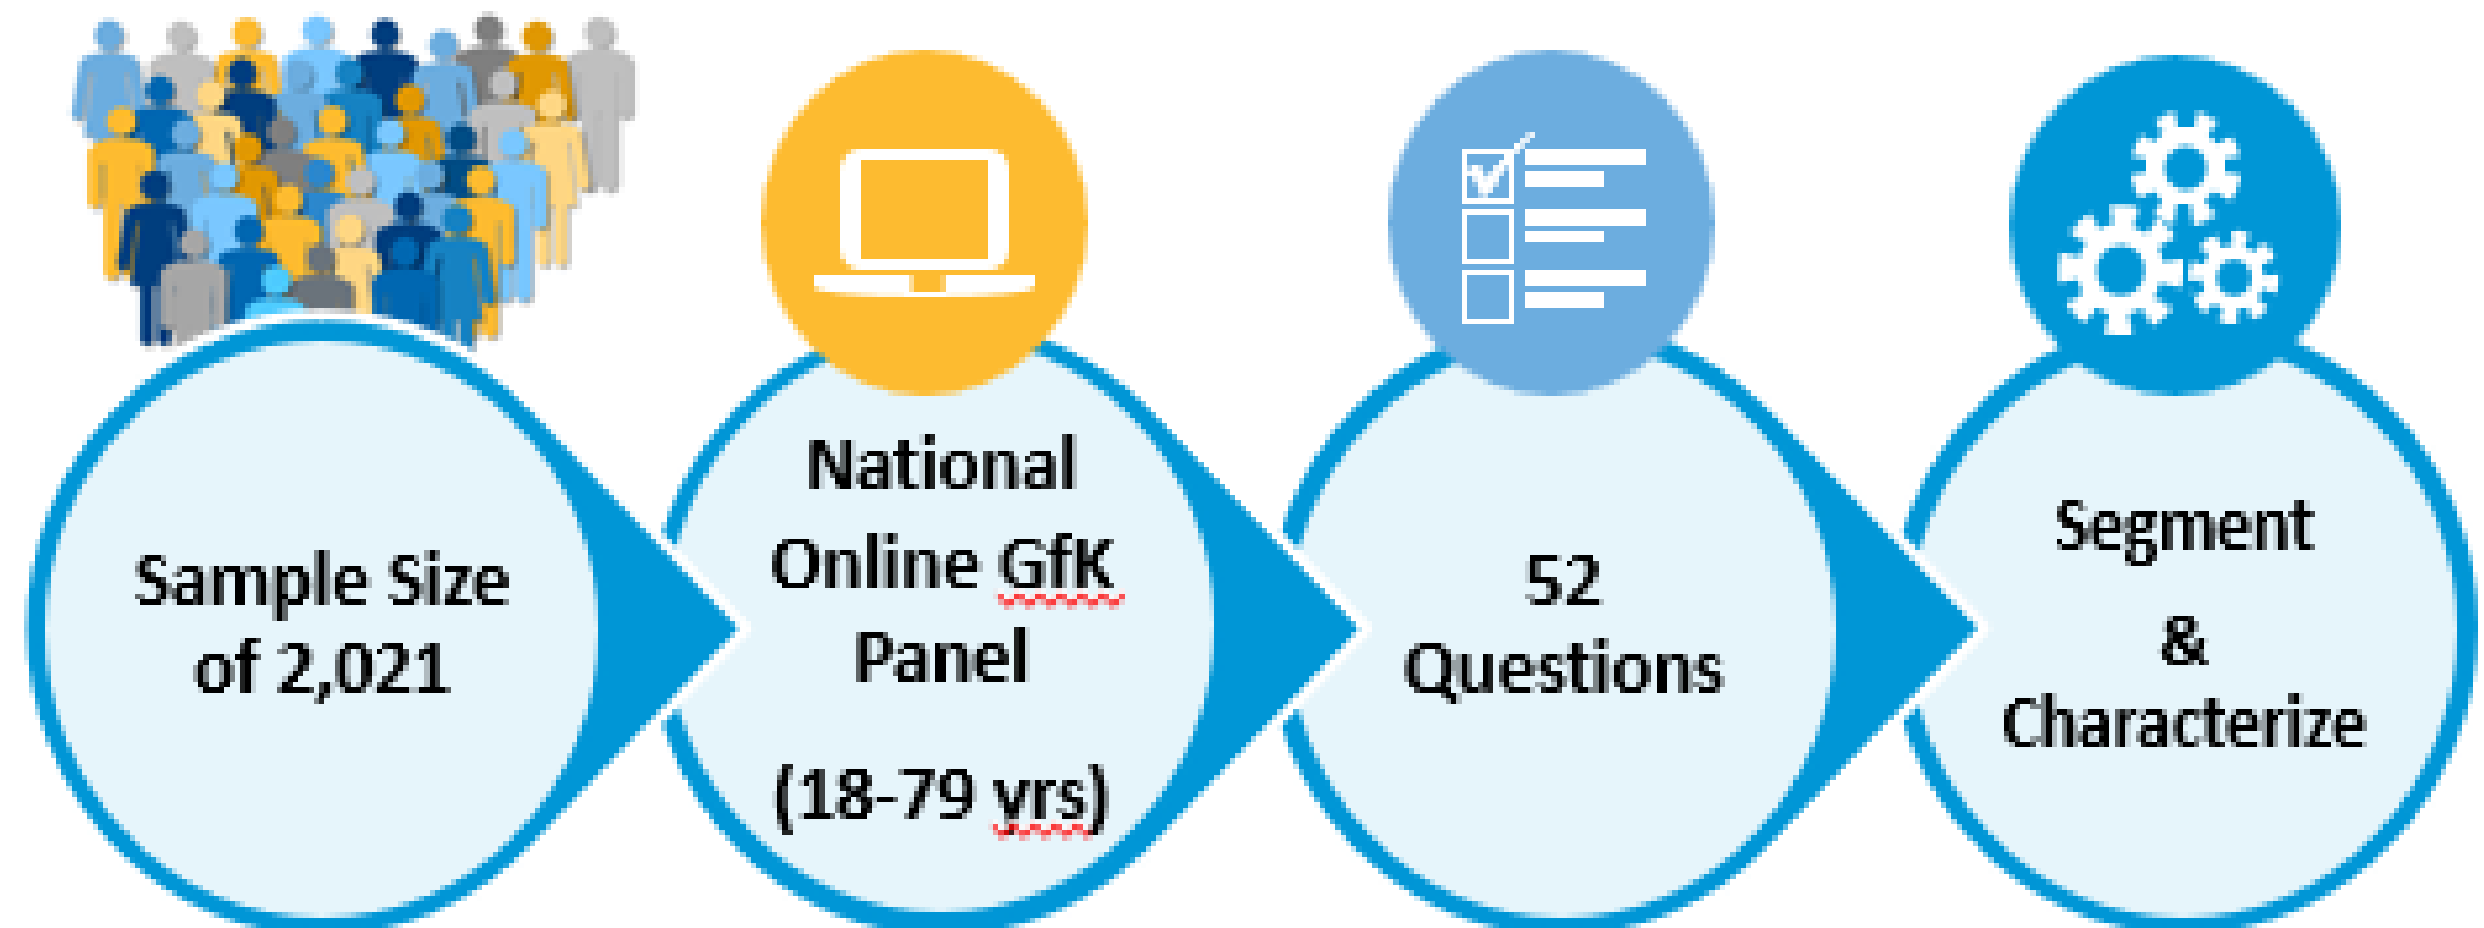 Sample Size
of 2,021
National
Online GfK
Panel
(18-79 yrs)
52
Questions
Segment
&
Characterize